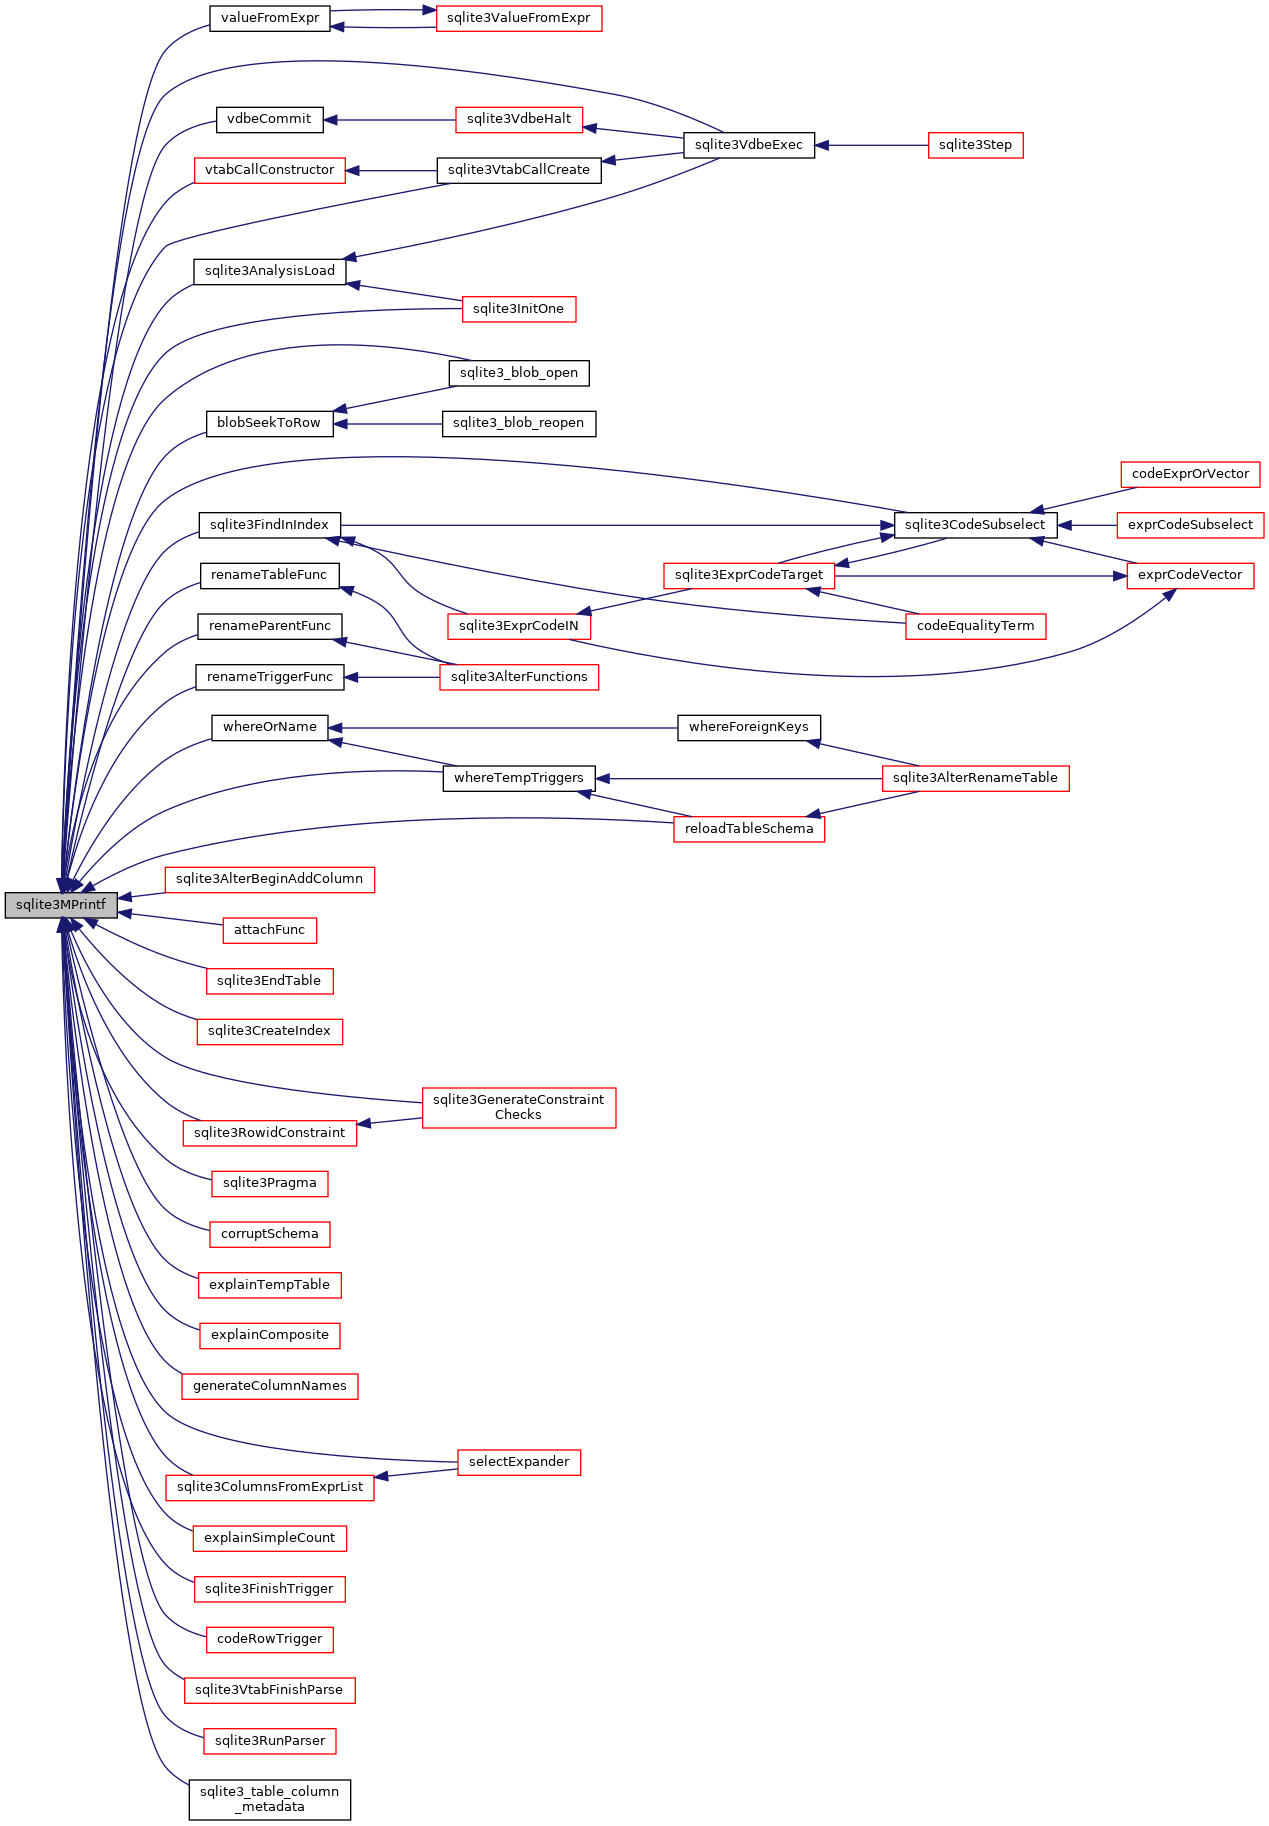 valueFromExpr
sqlite3ValueFromExpr
vdbeCommit
sqlite3VdbeHalt
sqlite3VdbeExec
sqlite3Step
vtabCallConstructor
sqlite3VtabCallCreate
sqlite3AnalysisLoad
sqlite3InitOne
sqlite3_blob_open
blobSeekToRow
sqlite3_blob_reopen
codeExprOrVector
sqlite3FindInIndex
sqlite3CodeSubselect
exprCodeSubselect
renameTableFunc
sqlite3ExprCodeTarget
exprCodeVector
renameParentFunc
sqlite3ExprCodeIN
codeEqualityTerm
renameTriggerFunc
sqlite3AlterFunctions
whereOrName
whereForeignKeys
whereTempTriggers
sqlite3AlterRenameTable
reloadTableSchema
sqlite3AlterBeginAddColumn
sqlite3MPrintf
attachFunc
sqlite3EndTable
sqlite3CreateIndex
sqlite3GenerateConstraint
Checks
sqlite3RowidConstraint
sqlite3Pragma
corruptSchema
explainTempTable
explainComposite
generateColumnNames
selectExpander
sqlite3ColumnsFromExprList
explainSimpleCount
sqlite3FinishTrigger
codeRowTrigger
sqlite3VtabFinishParse
sqlite3RunParser
sqlite3_table_column
_metadata